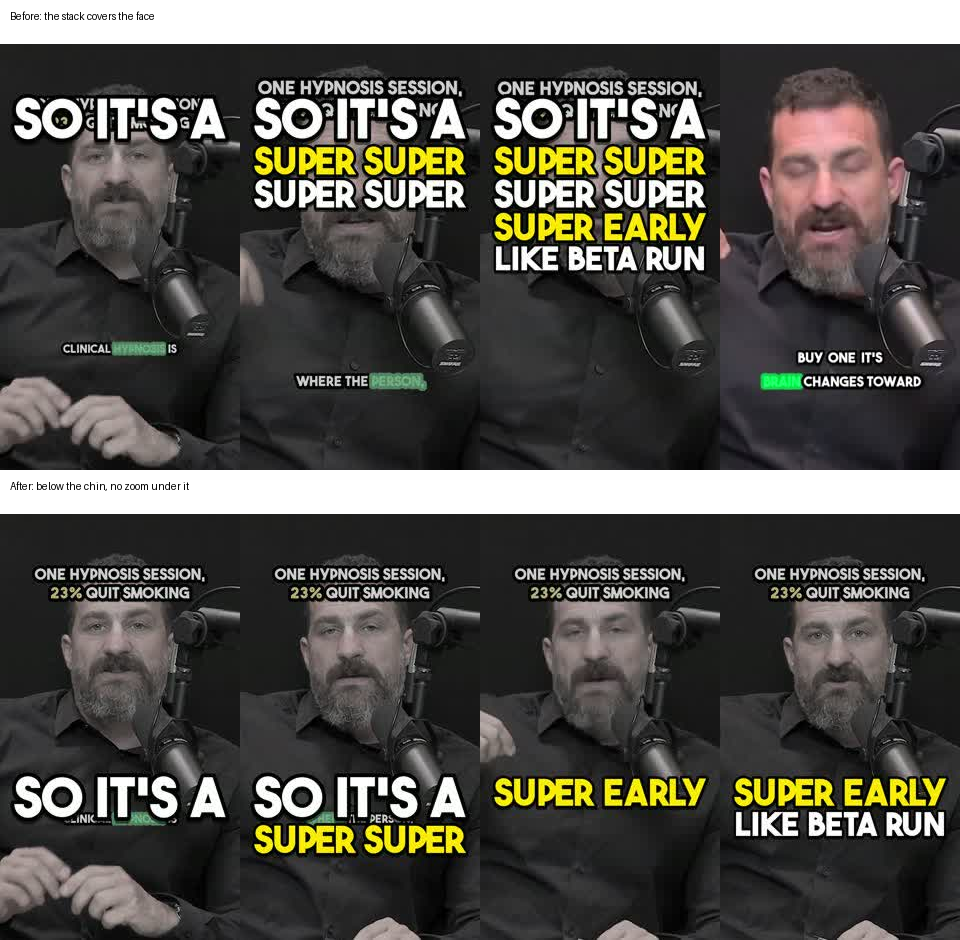 Before: the stack covers the face
SO IT'S A
CLINICAL HYPNOSIS IS
ONE HYPNOSIS SESSION,
SO IT'S A
SUPER SUPER
SUPER SUPER
WHERE THE PERSON,
ONE HYPNOSIS SESSION,
SO IT'S A
SUPER SUPER
SUPER SUPER
SUPER EARLY
LIKE BETA RUN
BUY ONE IT'S
BRAIN CHANGES TOWARD
After: below the chin, no zoom under it
ONE HYPNOSIS SESSION,
23% QUIT SMOKING
SO IT'S A
ONE HYPNOSIS SESSION,
23% QUIT SMOKING
SO IT'S A
SUPER SUPER
ONE HYPNOSIS SESSION,
23% QUIT SMOKING
SUPER EARLY
ONE HYPNOSIS SESSION,
23% QUIT SMOKING
SUPER EARLY
LIKE BETA RUN